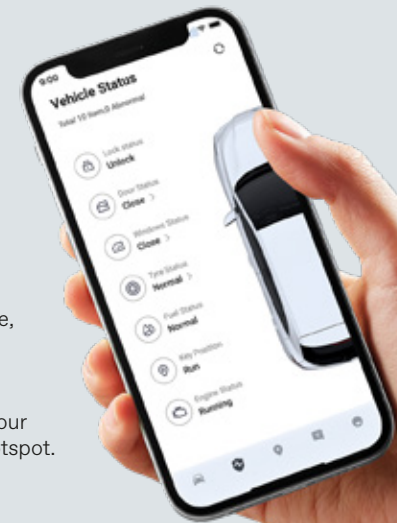 9:00
Vehicle Status
Total 10 item,0 Abnormal
Lock status
Unlock
Door Status
Close >
Windows Status
Close >
Tyre Status
Normal >
Fuel Status
Normal
Key Position
Run
Engine Status
Running
e,
our
tspot.